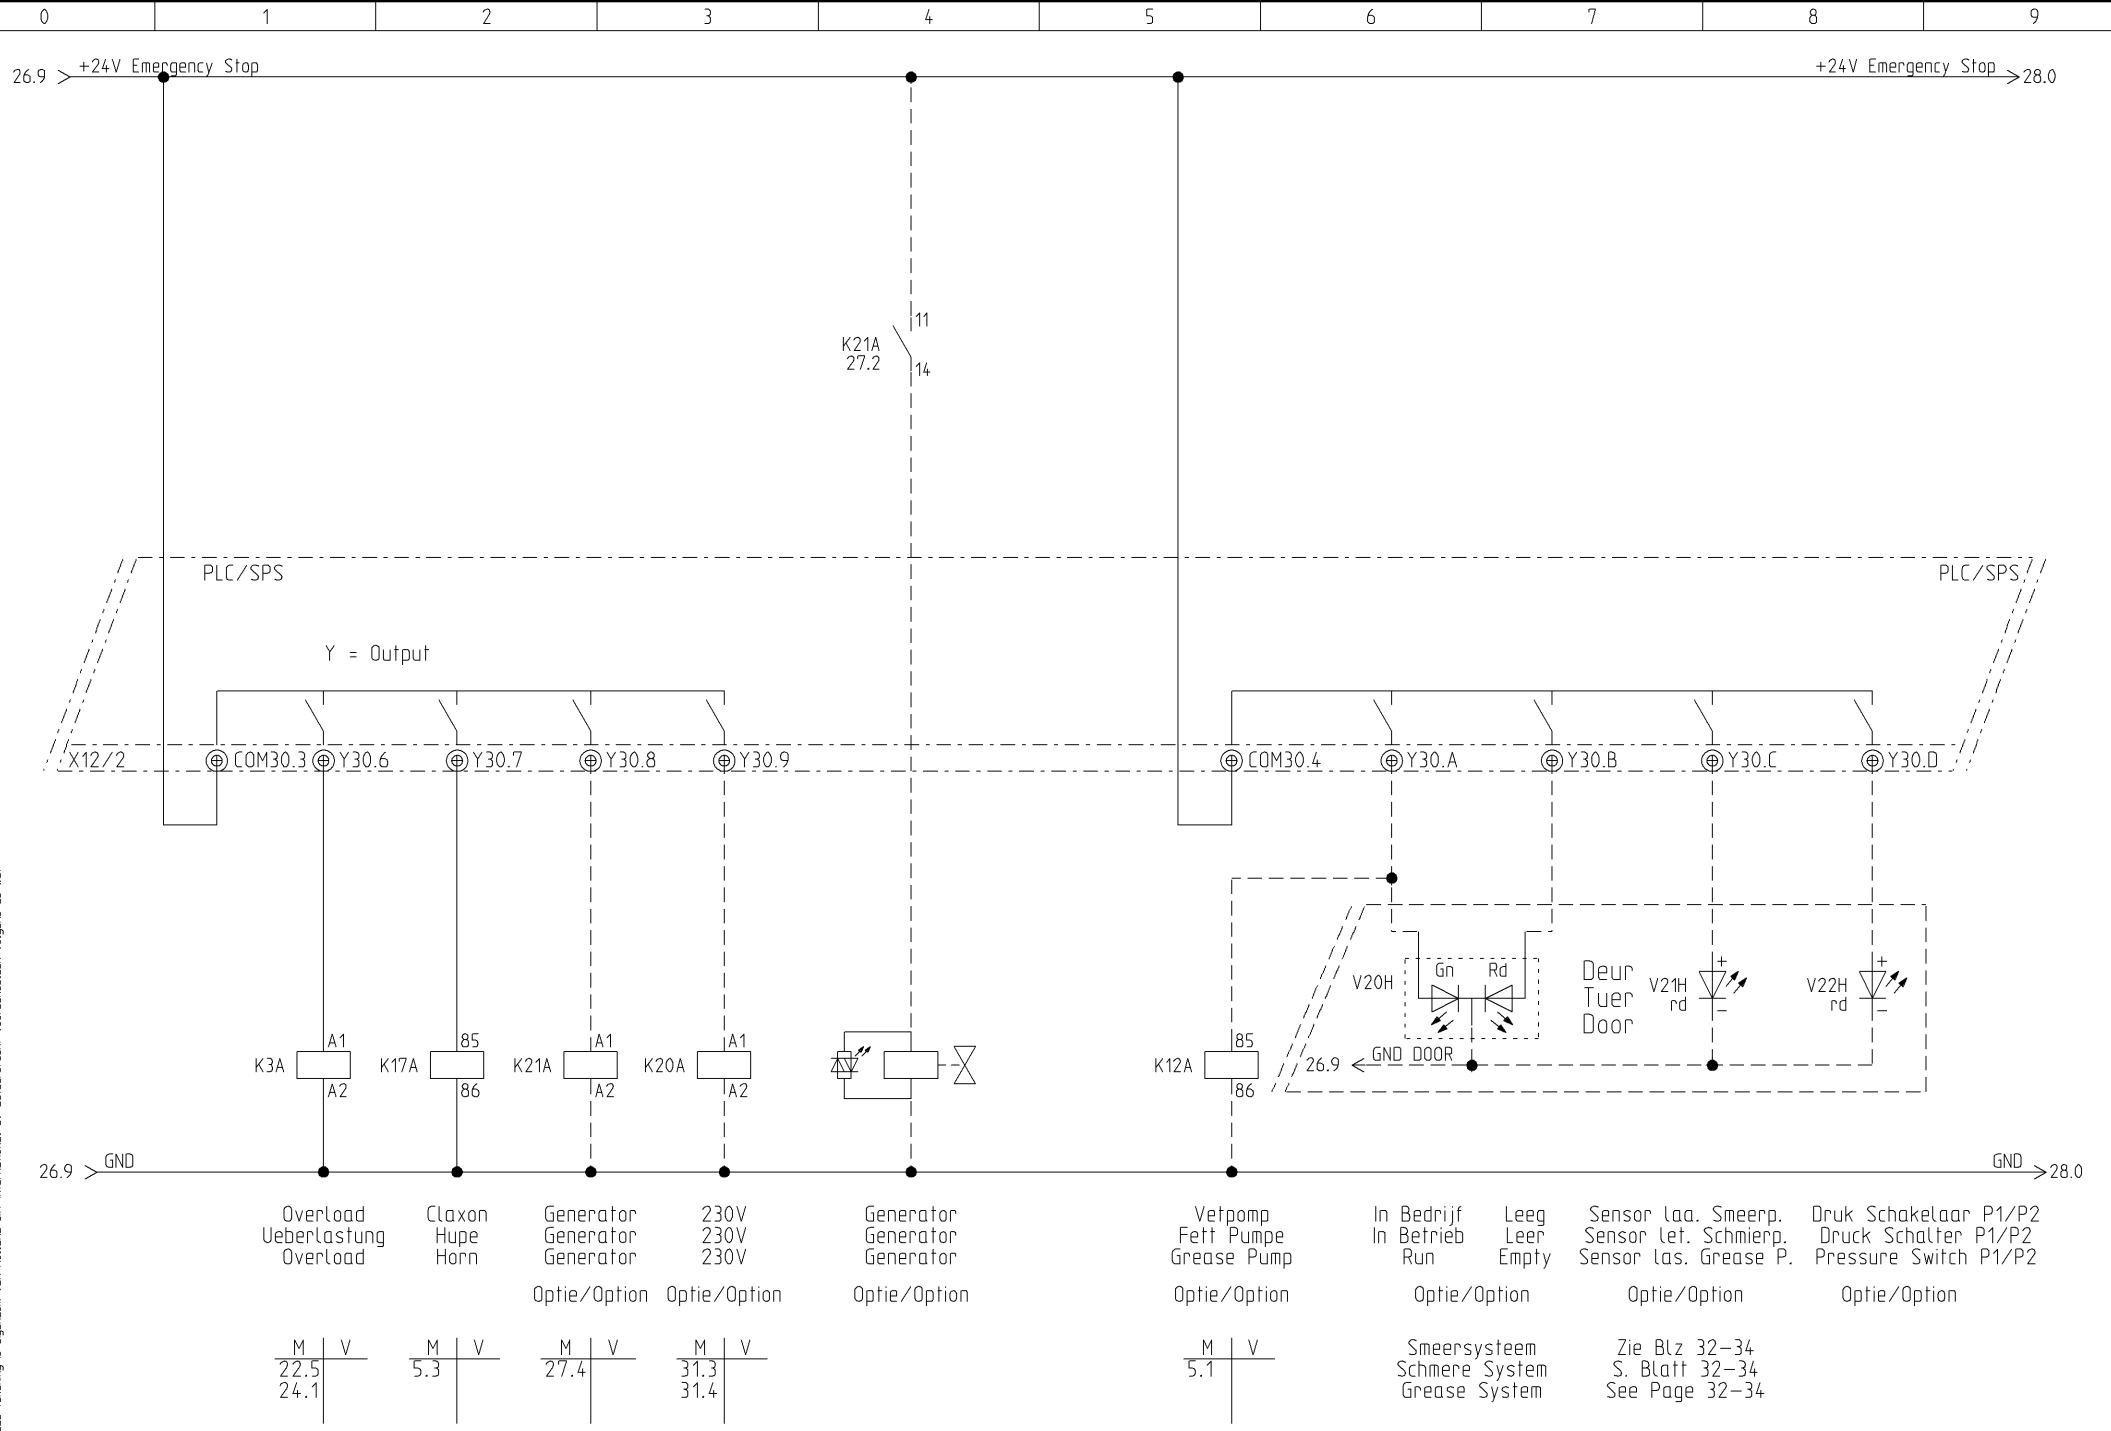 0 1 2 3 4 5 6 7 8 9
26.9 +24V Emergency Stop +24V Emergency Stop 28.0
11
K21A
27.2
14
PLC/SPS PLC/SPS
Y = Output
X12/2 COM30.3 Y30.6 Y30.7 Y30.8 Y30.9 COM30.4 Y30.A Y30.B Y30.C Y30.D
V20H Gn Rd
Deur
Tuer
Door
V21H
rd
+
-
V22H
rd
+
-
K3A A1 A2
K17A 85 86
K21A A1 A2
K20A A1 A2
K12A 85 86
26.9 GND DOOR
26.9 GND GND 28.0
Overload
Ueberlastung
Overload
Claxon
Hupe
Horn
Generator
Generator
Generator
Optie/Option
230V
230V
230V
Optie/Option
Generator
Generator
Generator
Optie/Option
Vetpomp
Fett Pumpe
Grease Pump
Optie/Option
In Bedrijf
In Betrieb
Run
Leeg
Leer
Empty
Optie/Option
Sensor laa. Smeerp.
Sensor let. Schmierp.
Sensor las. Grease P.
Optie/Option
Druk Schakelaar P1/P2
Druck Schalter P1/P2
Pressure Switch P1/P2
Optie/Option
M V
22.5
24.1
M V
5.3
M V
27.4
M V
31.3
31.4
M V
5.1
Smeersysteem
Schmere System
Grease System
Zie Blz 32-34
S. Blatt 32-34
See Page 32-34